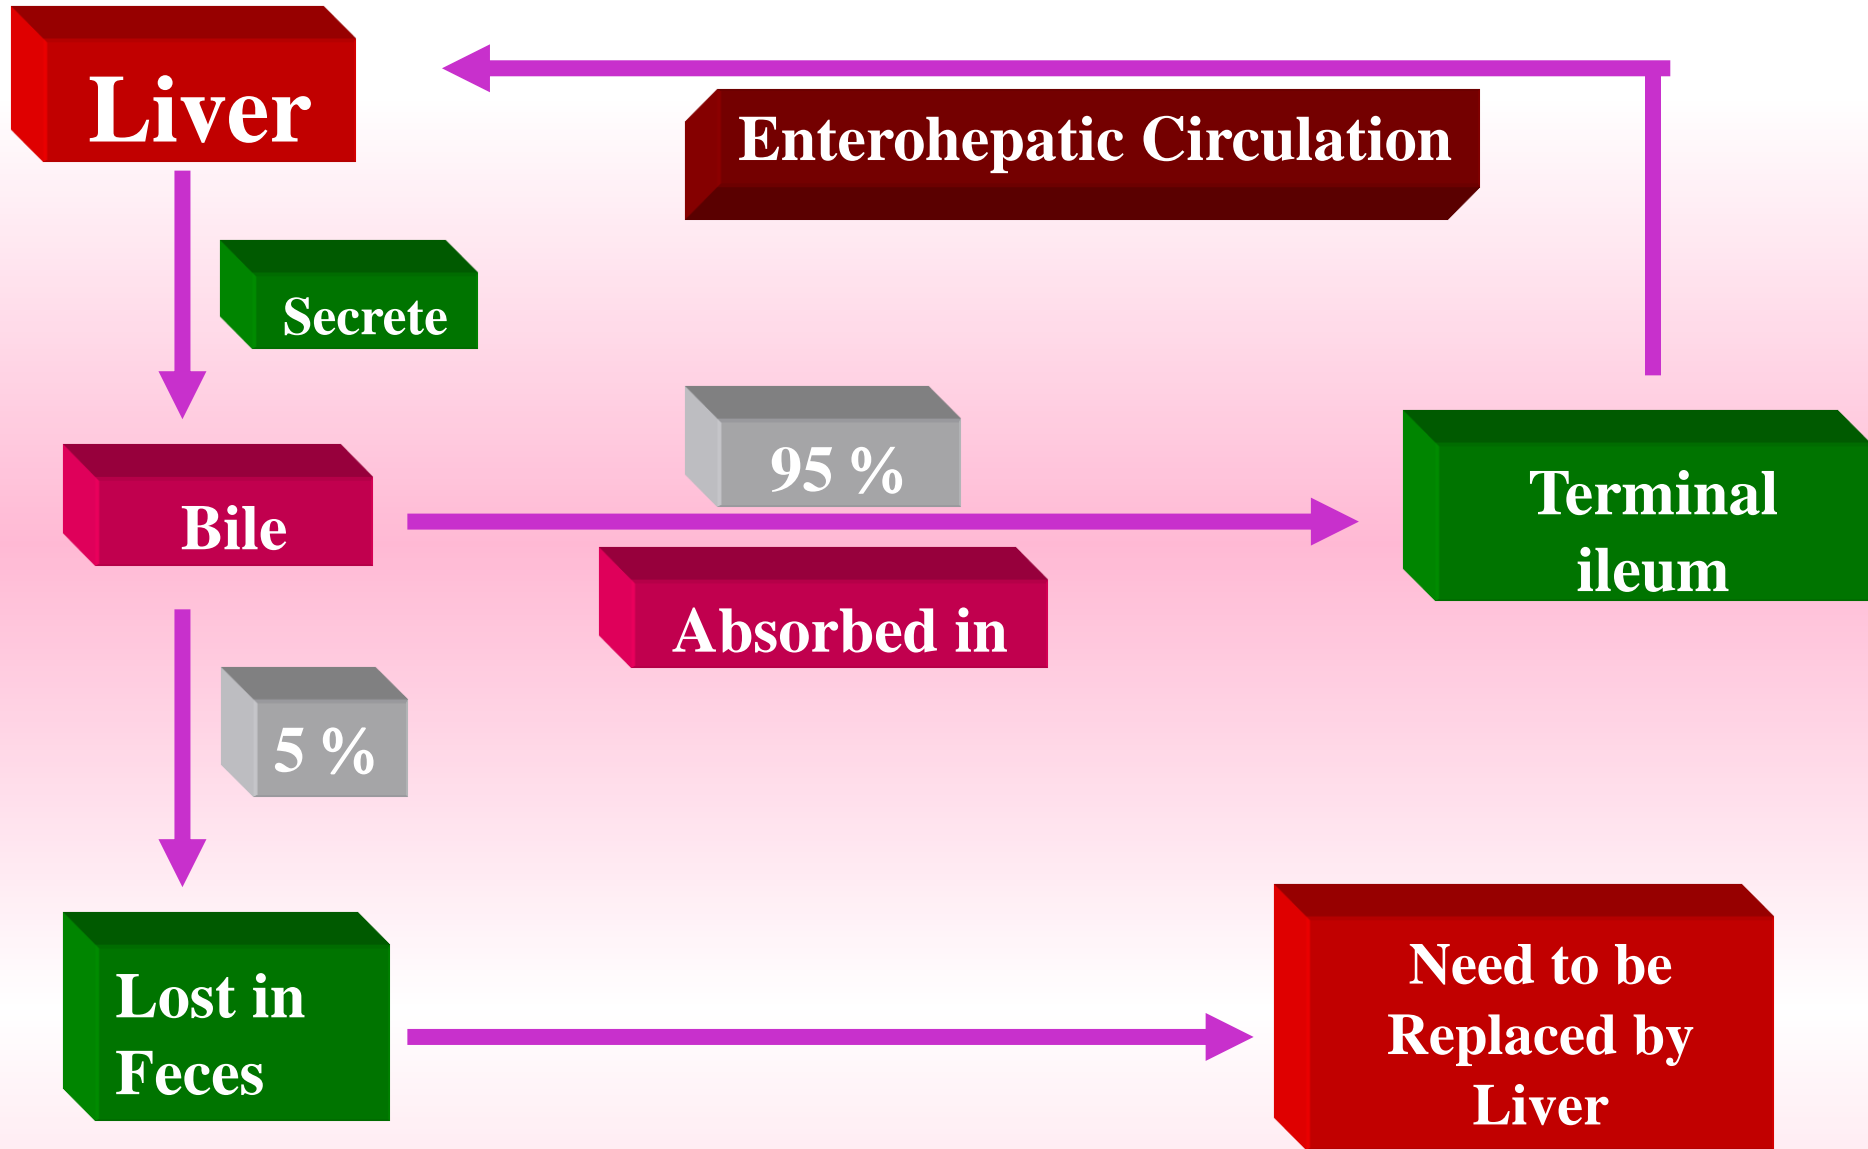 Liver
Enterohepatic Circulation
Secrete
95 %
Bile
Terminal
ileum
Absorbed in
5 %
Lost in
Feces
Need to be
Replaced by
Liver